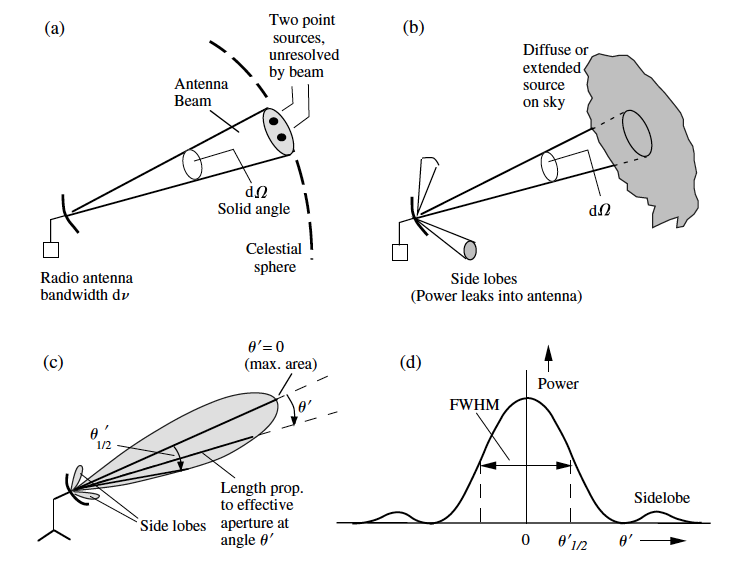 (a)
Two point
sources,
unresolved
by beam
Antenna
Beam
dΩ
Solid angle
Celestial
sphere
Radio antenna
bandwidth dν
(b)
Diffuse or
extended
source
on sky
dΩ
Side lobes
(Power leaks into antenna)
(c)
θ′= 0
(max. area)
θ′
θ′1/2
Length prop.
to effective
aperture at
angle θ′
Side lobes
(d)
Power
FWHM
Sidelobe
0 θ′1/2 θ′